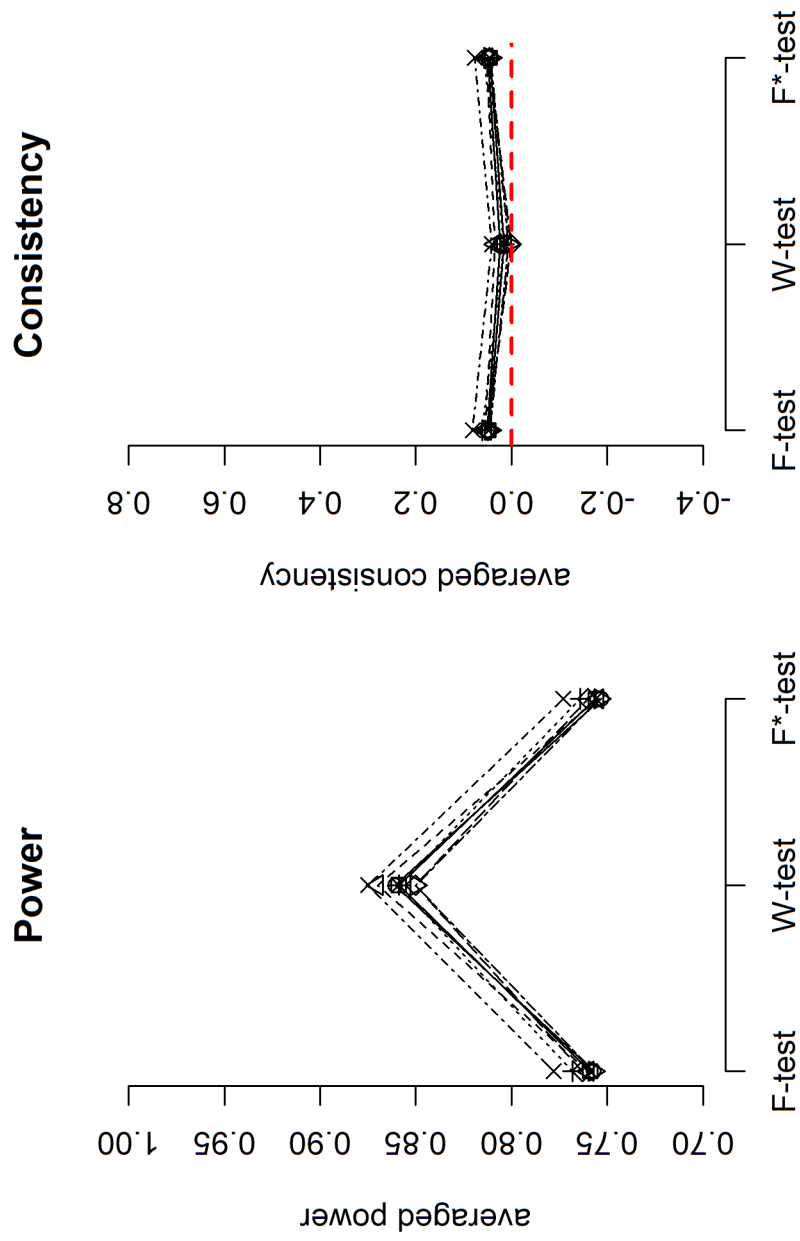 Power
averaged power
1.00
0.95
0.90
0.85
0.80
0.75
0.70
F-test
W-test
F*-test
Consistency
averaged consistency
0.8
0.6
0.4
0.2
0.0
-0.2
-0.4
F-test
W-test
F*-test